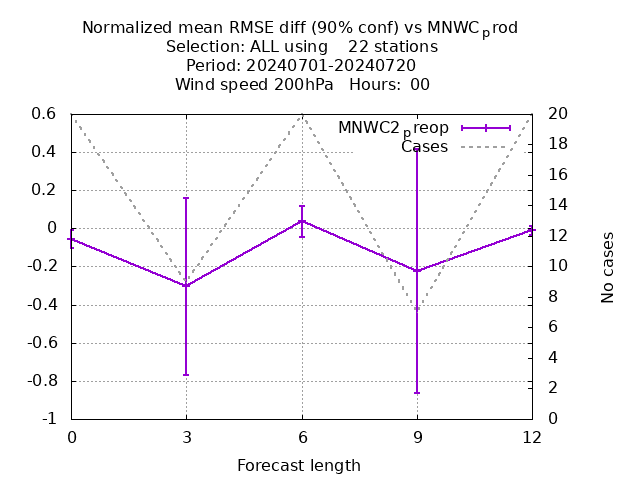 Normalized mean RMSE diff (90% conf) vs MNWCprod
Selection: ALL using 22 stations
Period: 20240701-20240720
Wind speed 200hPa Hours: 00
0.6
0.4
0.2
0
-0.2
-0.4
-0.6
-0.8
-1
MNWC2preop
Cases
20
18
16
14
12
10
8
6
4
2
0
No cases
0 3 6 9 12
Forecast length